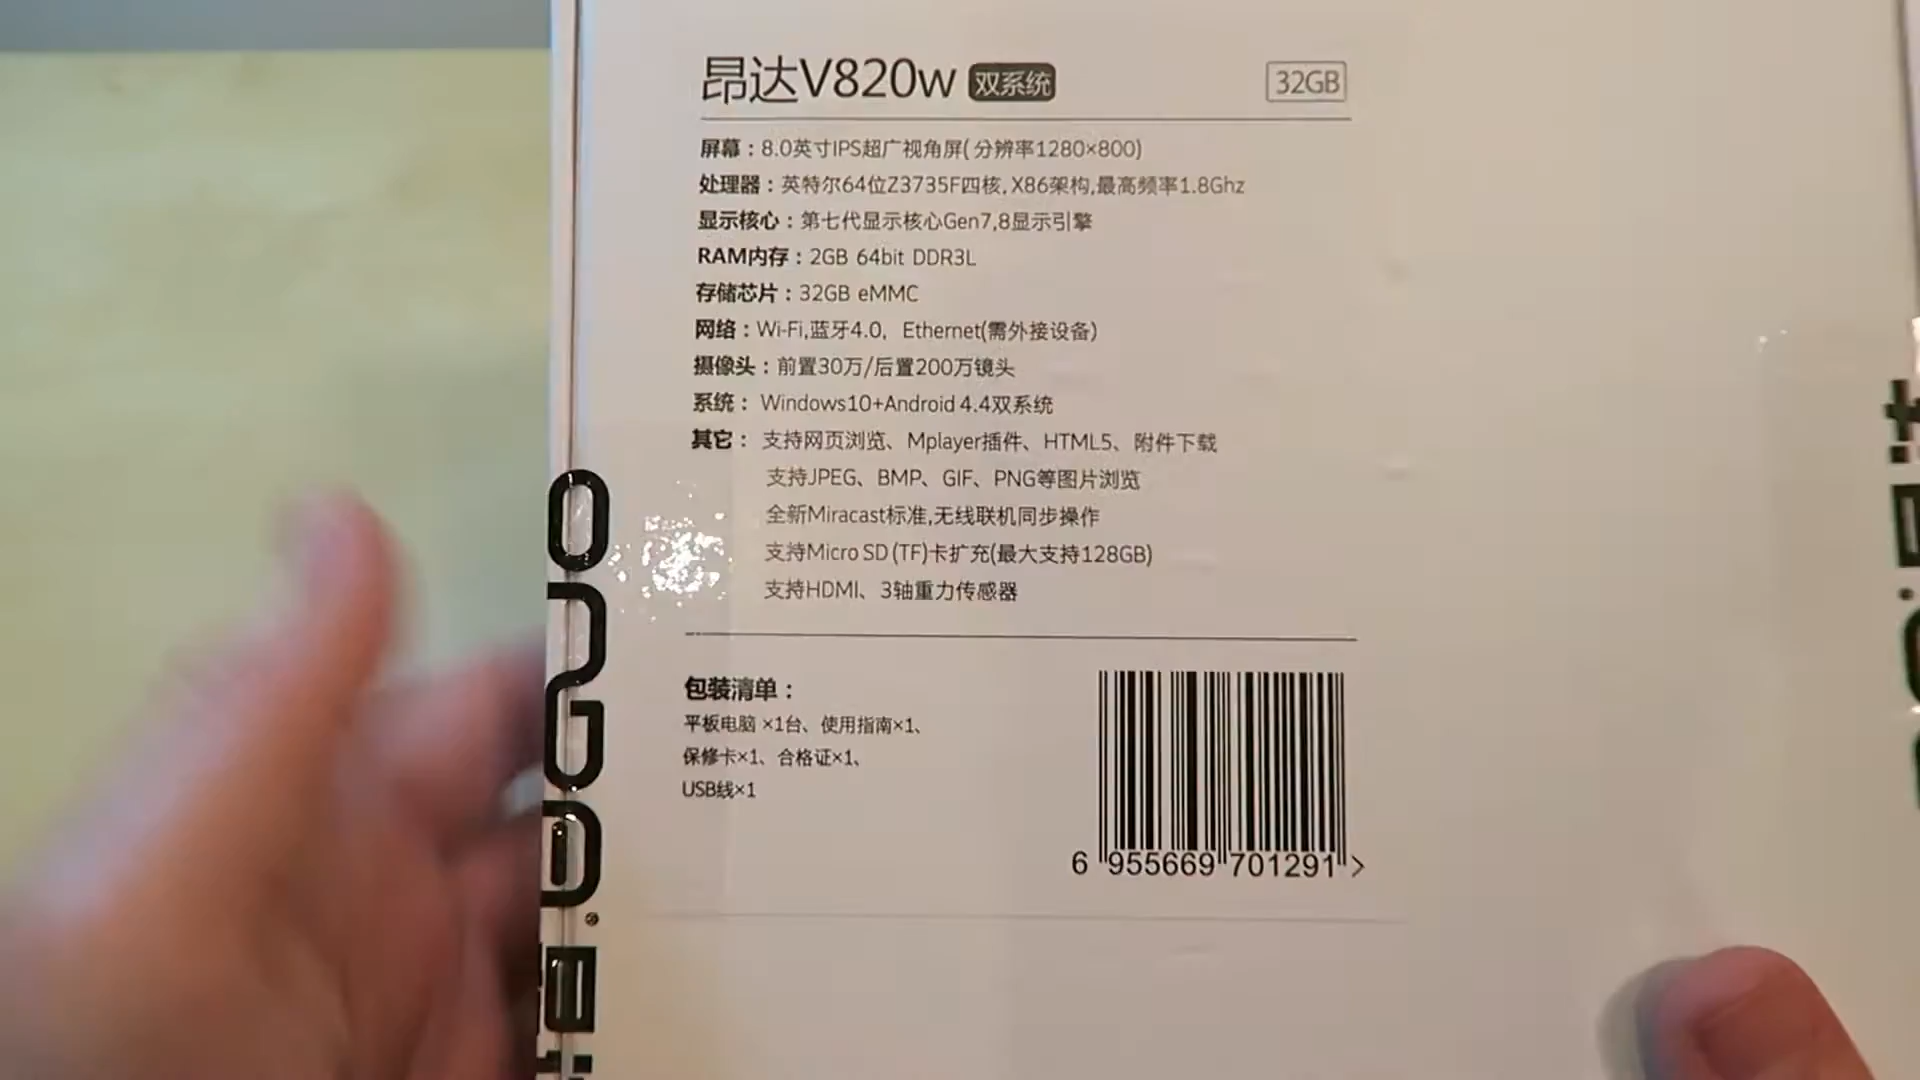 昂达V820w 双系统 32GB
屏幕：8.0英寸IPS超广视角屏(分辨率1280×800)
处理器：英特尔64位Z3735F四核,X86架构,最高频率1.8Ghz
显示核心：第七代显示核心Gen7,8显示引擎
RAM内存：2GB 64bit DDR3L
存储芯片：32GB eMMC
网络：Wi-Fi,蓝牙4.0，Ethernet(需外接设备)
摄像头：前置30万/后置200万镜头
系统：Windows10+Android 4.4双系统
其它：支持网页浏览、Mplayer插件、HTML5、附件下载
支持JPEG、BMP、GIF、PNG等图片浏览
全新Miracast标准,无线联机同步操作
支持Micro SD(TF)卡扩充(最大支持128GB)
支持HDMI、3轴重力传感器
包装清单：
平板电脑 ×1台、使用指南×1、
保修卡×1、合格证×1、
USB线×1
6 955669 701291 >
ONDA